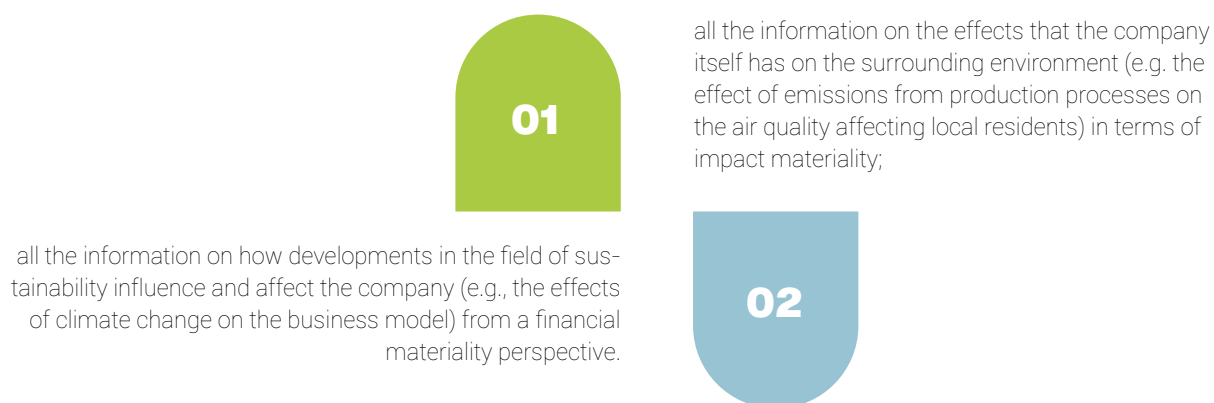 01
all the information on the effects that the company
itself has on the surrounding environment (e.g. the
effect of emissions from production processes on
the air quality affecting local residents) in terms of
impact materiality;
all the information on how developments in the field of sus-
tainability influence and affect the company (e.g., the effects
of climate change on the business model) from a financial
materiality perspective.
02